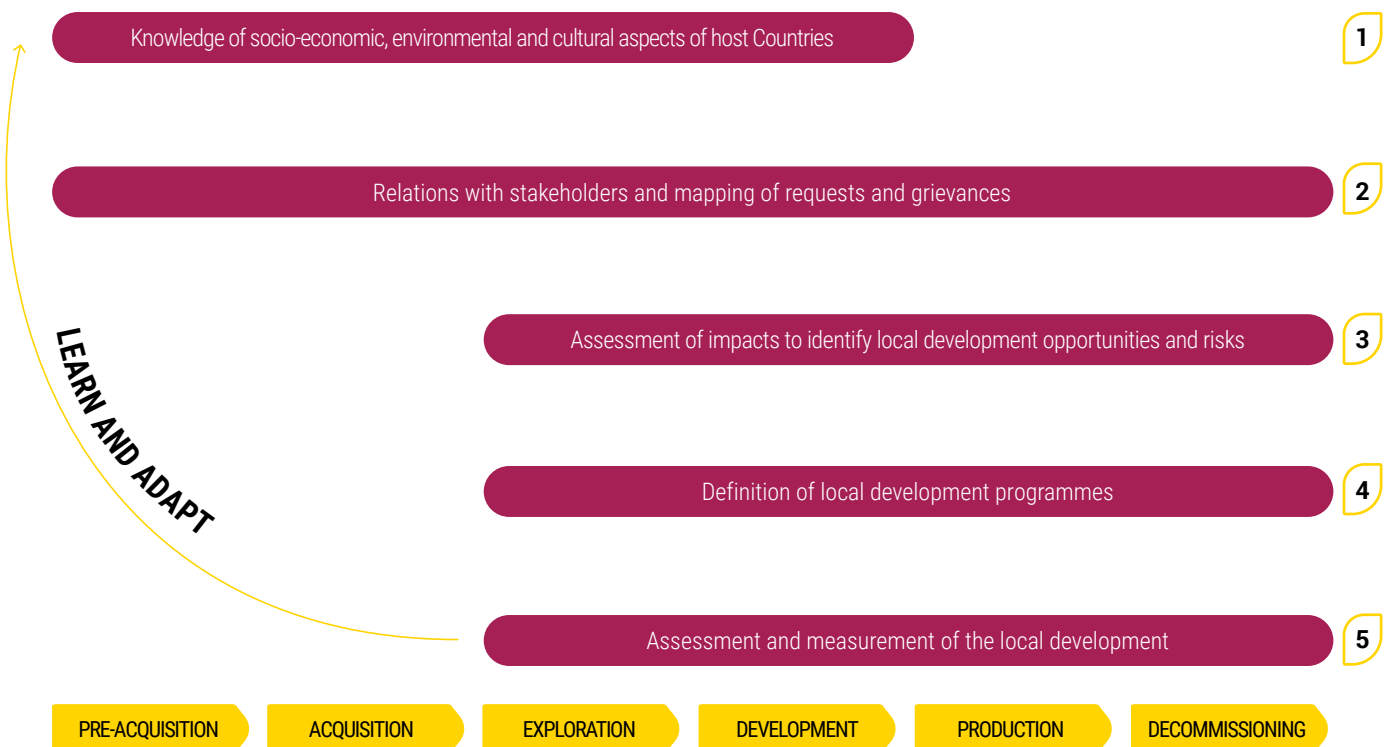 Knowledge of socio-economic, environmental and cultural aspects of host Countries
1
Relations with stakeholders and mapping of requests and grievances
2
Assessment of impacts to identify local development opportunities and risks
3
LEARN AND ADAPT
Definition of local development programmes
4
Assessment and measurement of the local development
5
PRE-ACQUISITION
ACQUISITION
EXPLORATION
DEVELOPMENT
PRODUCTION
DECOMMISSIONING